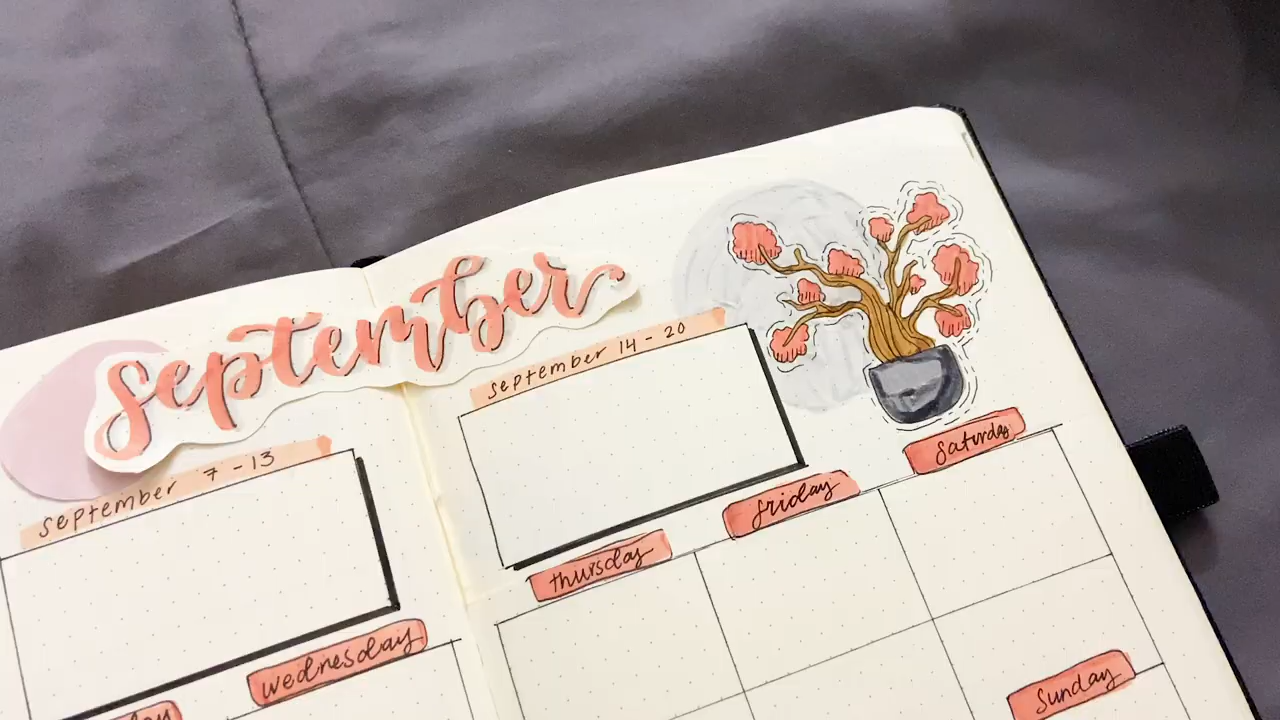 september
september 7-13
september 14-20
wednesday
thursday
friday
saturday
sunday